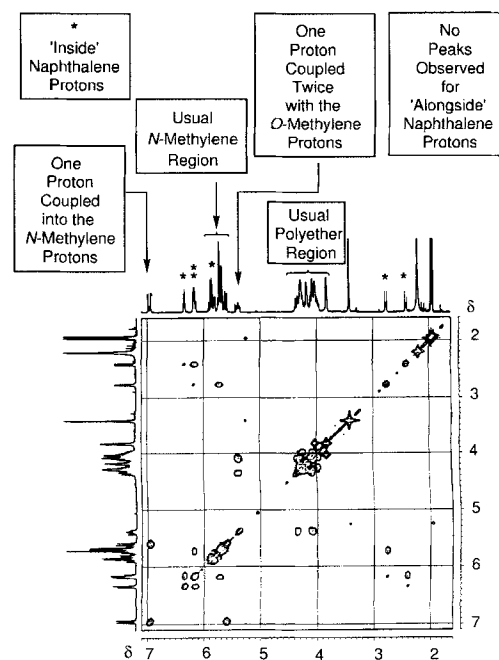 *
'Inside'
Naphthalene
Protons
One
Proton
Coupled
into the
N-Methylene
Protons
Usual
N-Methylene
Region
One
Proton
Coupled
Twice
with the
O-Methylene
Protons
Usual
Polyether
Region
No
Peaks
Observed
for
'Alongside'
Naphthalene
Protons
* * * * * * δ
2
3
4
5
6
7
δ 7 6 5 4 3 2